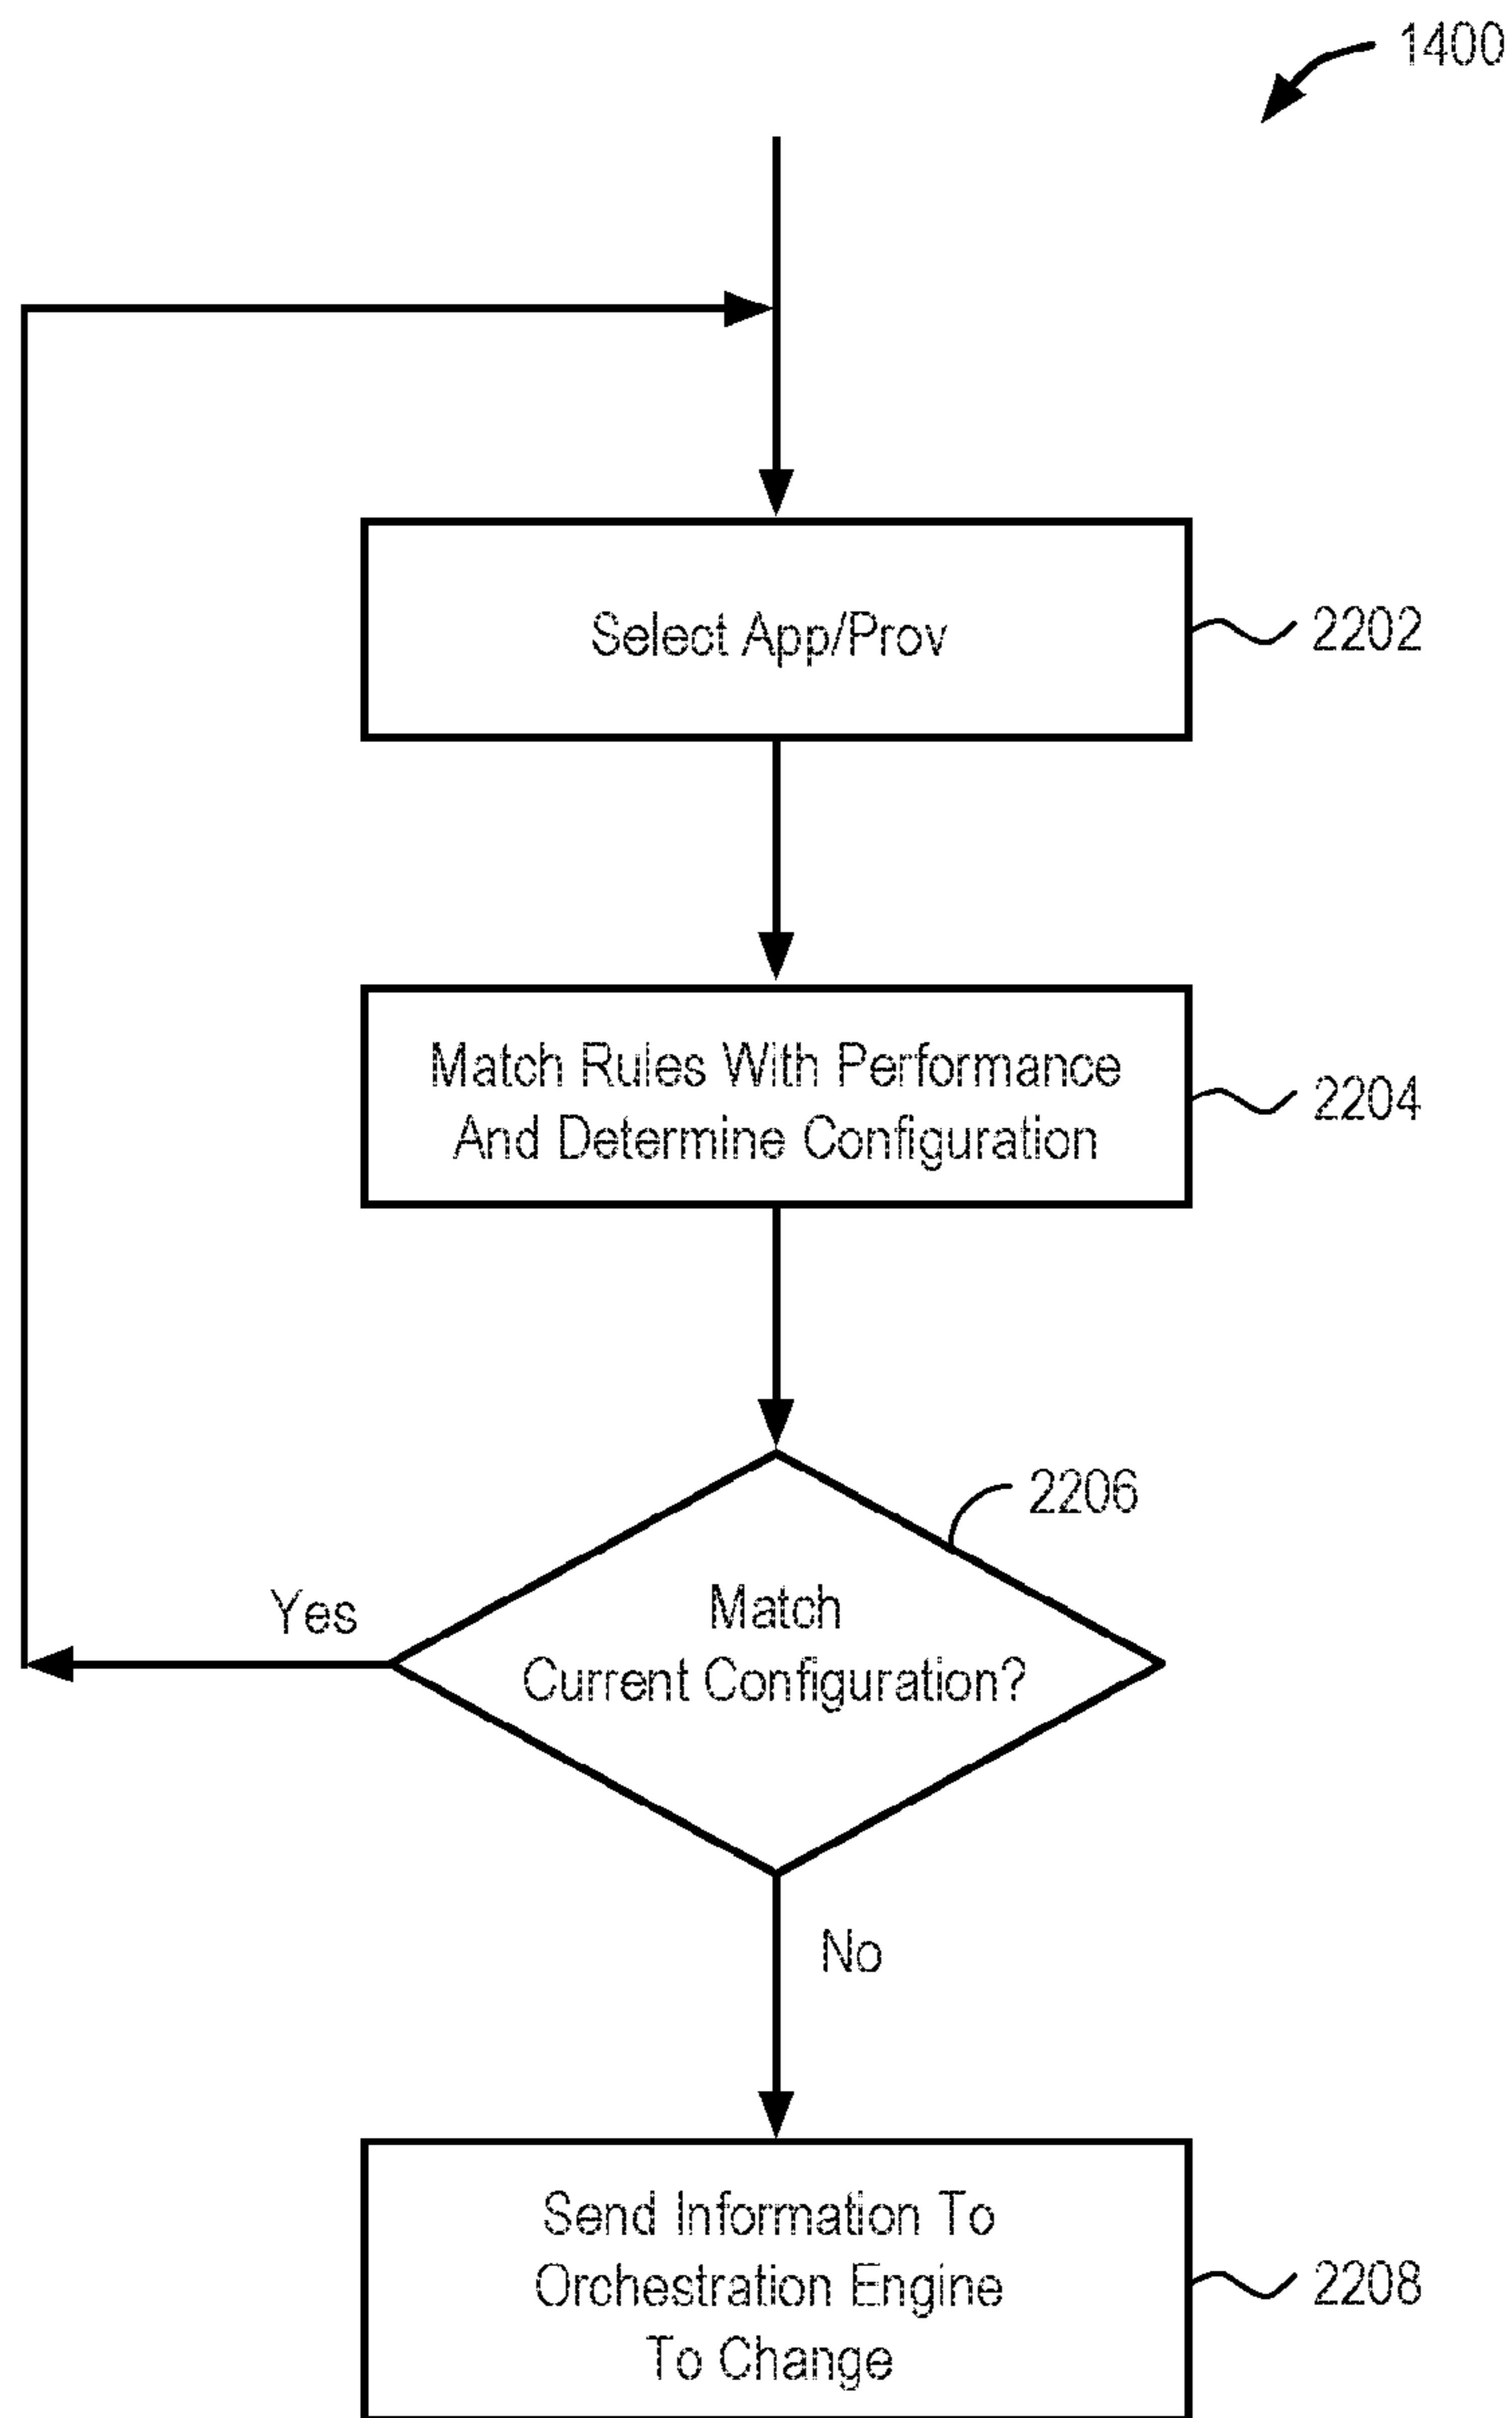 1400
Select App/Prov
2202
Match Rules With Performance
And Determine Configuration
2204
2206
Match
Current Configuration?
Yes
No
Send Information To
Orchestration Engine
To Change
2208